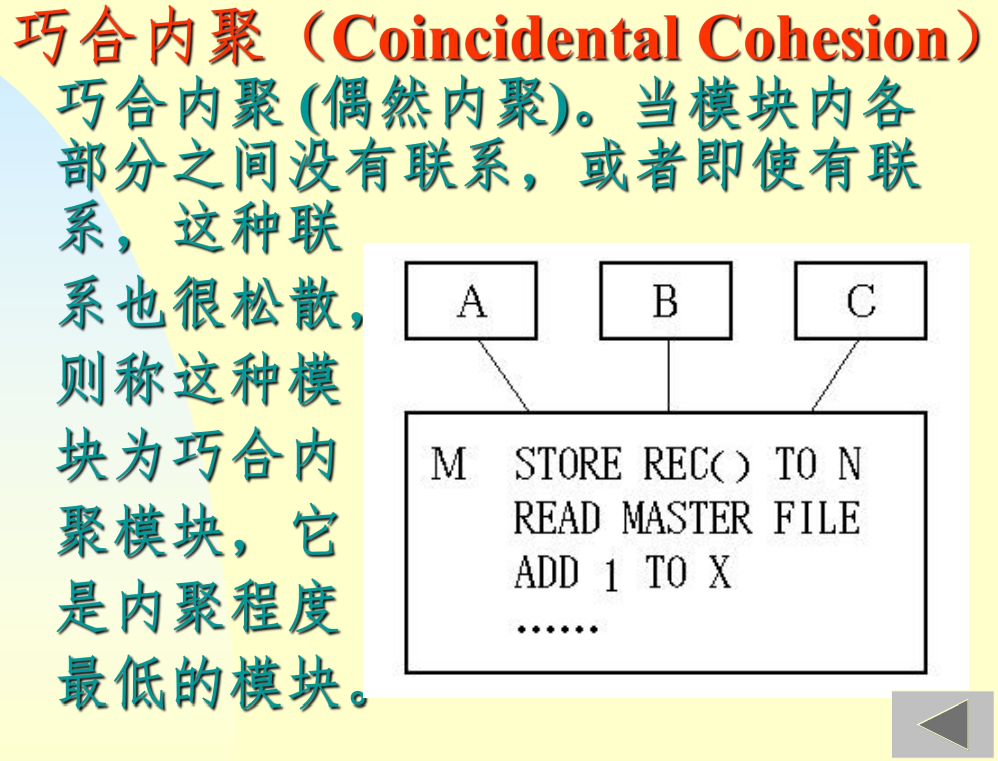 巧合内聚（Coincidental Cohesion）
巧合内聚(偶然内聚)。当模块内各
部分之间没有联系，或者即使有联
系，这种联
系也很松散，
则称这种模
块为巧合内
聚模块，它
是内聚程度
最低的模块。
A B C
M STORE REC() TO N
READ MASTER FILE
ADD 1 TO X
……